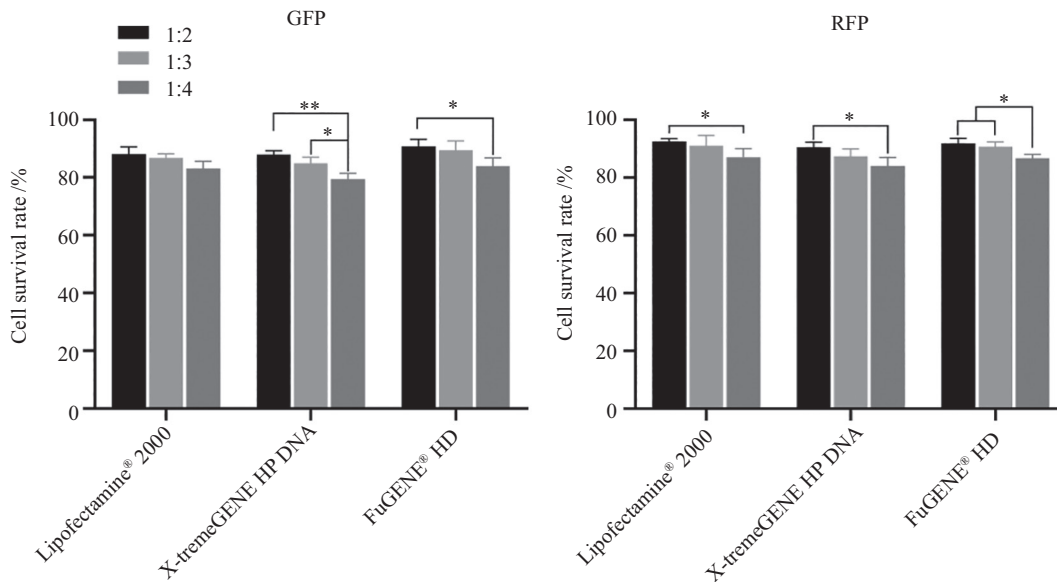 GFP
1:2
1:3
1:4
**
*
*
100
80
60
40
20
0
Cell survival rate /%
Lipofectamine® 2000
X-tremeGENE HP DNA
FuGENE® HD
RFP
*
*
*
100
80
60
40
20
0
Cell survival rate /%
Lipofectamine® 2000
X-tremeGENE HP DNA
FuGENE® HD